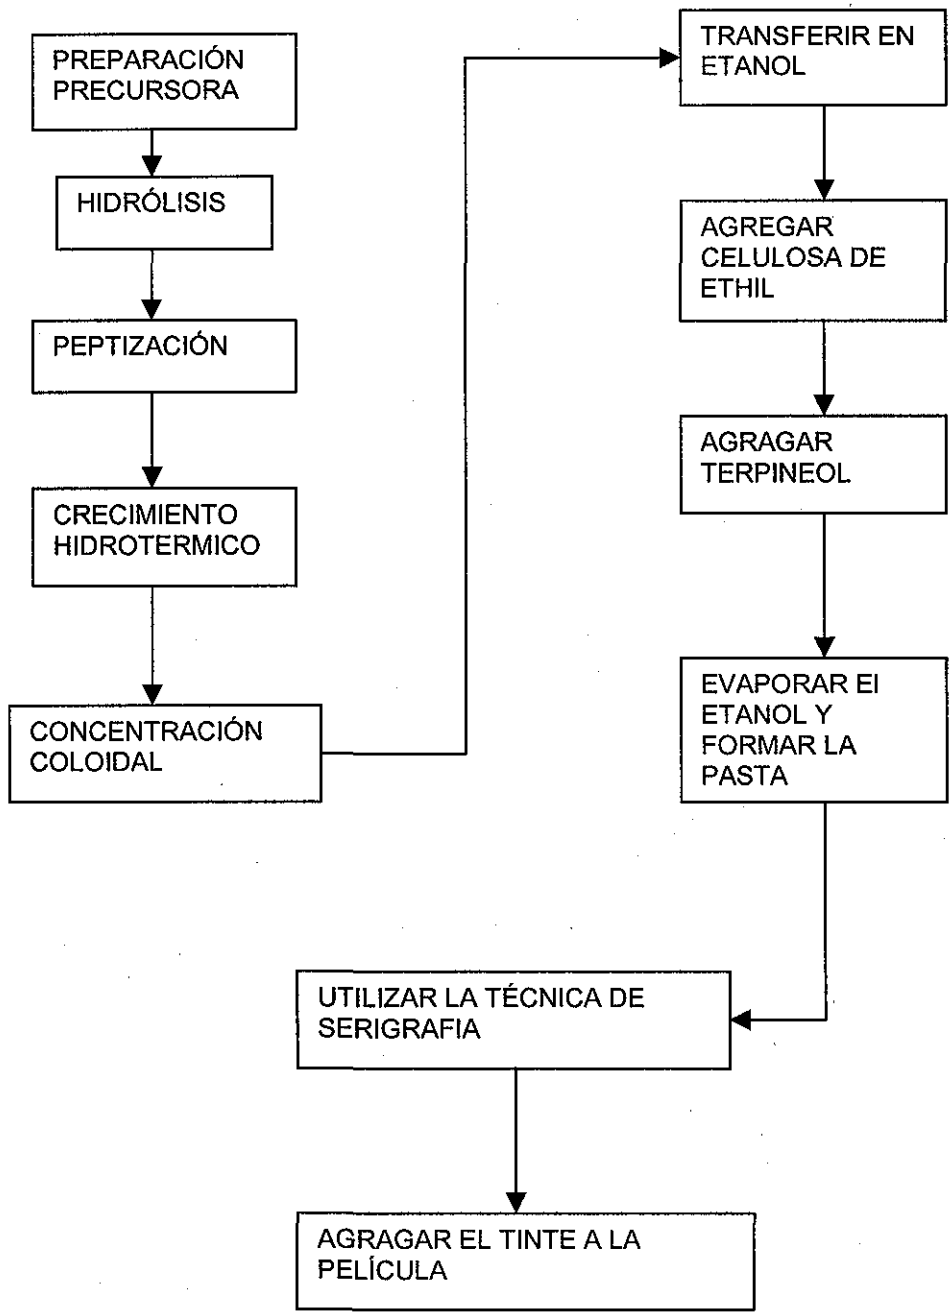 PREPARACIÓN
PRECURSORA
HIDRÓLISIS
PEPTIZACIÓN
CRECIMIENTO
HIDROTERMICO
CONCENTRACIÓN
COLOIDAL
TRANSFERIR EN
ETANOL
AGREGAR
CELULOSA DE
ETHIL
AGRAGAR
TERPINEOL
EVAPORAR El
ETANOL Y
FORMAR LA
PASTA
UTILIZAR LA TÉCNICA DE
SERIGRAFIA
AGRAGAR EL TINTE A LA
PELÍCULA